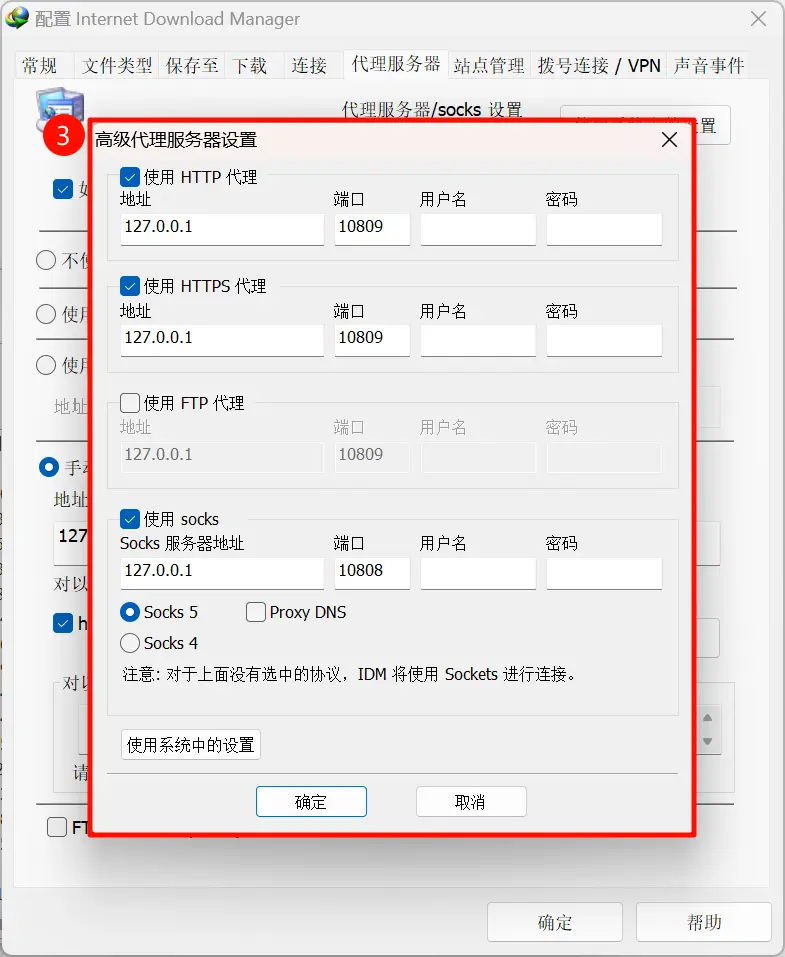 配置 Internet Download Manager
常规 文件类型 保存至 下载 连接 代理服务器 站点管理 拨号连接 / VPN 声音事件
代理服务器/socks 设置
置
3
高级代理服务器设置
使用 HTTP 代理
地址 端口 用户名 密码
127.0.0.1 10809
使用 HTTPS 代理
地址 端口 用户名 密码
127.0.0.1 10809
使用 FTP 代理
地址 端口 用户名 密码
127.0.0.1 10809
使用 socks
Socks 服务器地址 端口 用户名 密码
127.0.0.1 10808
Socks 5 Proxy DNS
Socks 4
注意: 对于上面没有选中的协议，IDM 将使用 Sockets 进行连接。
使用系统中的设置
确定 取消
如
不使
使用
使用
地址
手动
地址
127
对以
h
对以
请
FT
确定 帮助